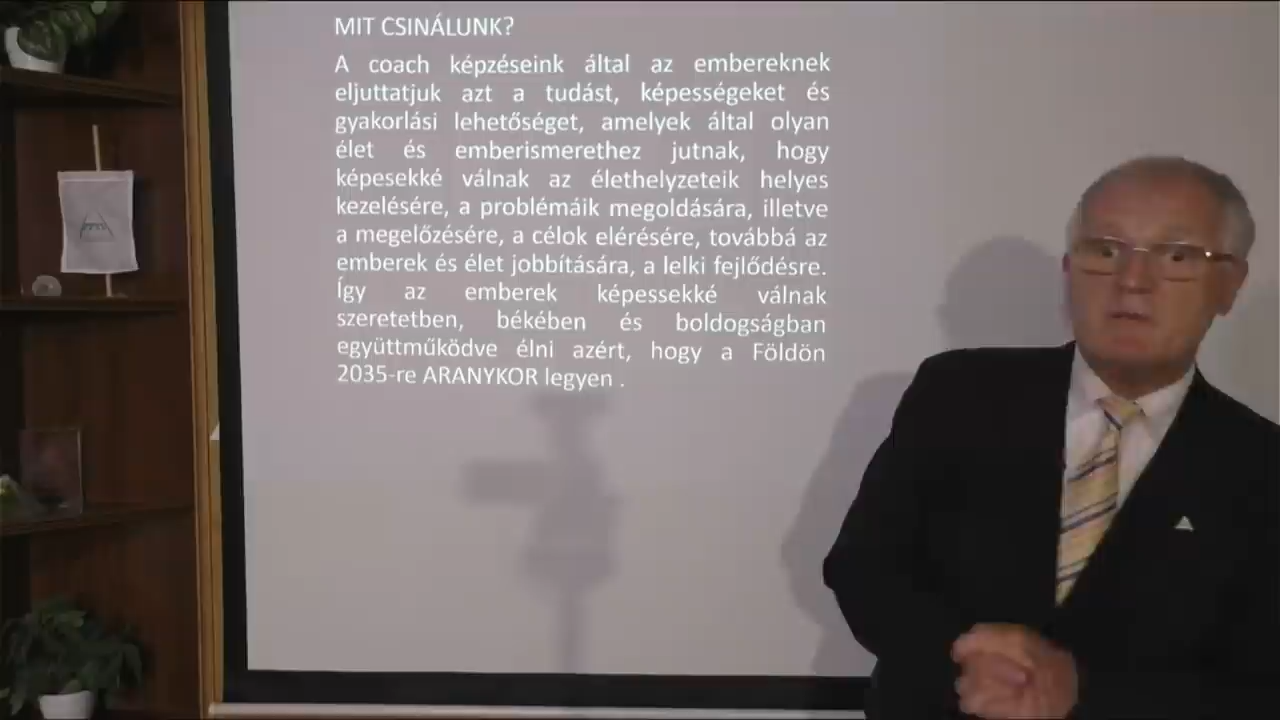 MIT CSINÁLUNK?
A coach képzéseink által az embereknek
eljuttatjuk azt a tudást, képességeket és
gyakorlási lehetőséget, amelyek által olyan
élet és emberismerethez jutnak, hogy
képesekké válnak az élethelyzeteik helyes
kezelésére, a problémáik megoldására, illetve
a megelőzésére, a célok elérésére, továbbá az
emberek és élet jobbítására, a lelki fejlődésre.
Így az emberek képessekké válnak
szeretetben, békében és boldogságban
együttműködve élni azért, hogy a Földön
2035-re ARANYKOR legyen .